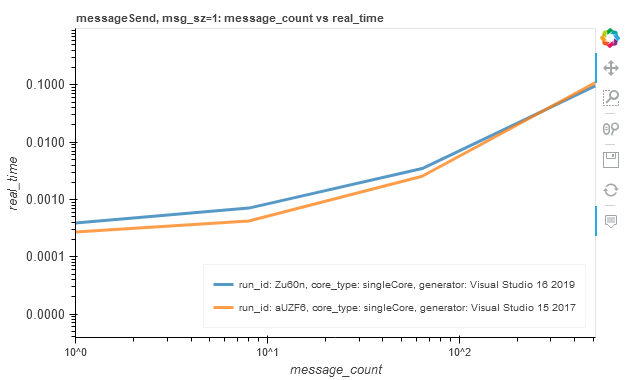 messageSend, msg_sz=1: message_count vs real_time
0.1000
0.0100
0.0010
0.0001
0.0000
real_time
run_id: Zu60n, core_type: singleCore, generator: Visual Studio 16 2019
run_id: aUZF6, core_type: singleCore, generator: Visual Studio 15 2017
10^0
10^1
10^2
message_count